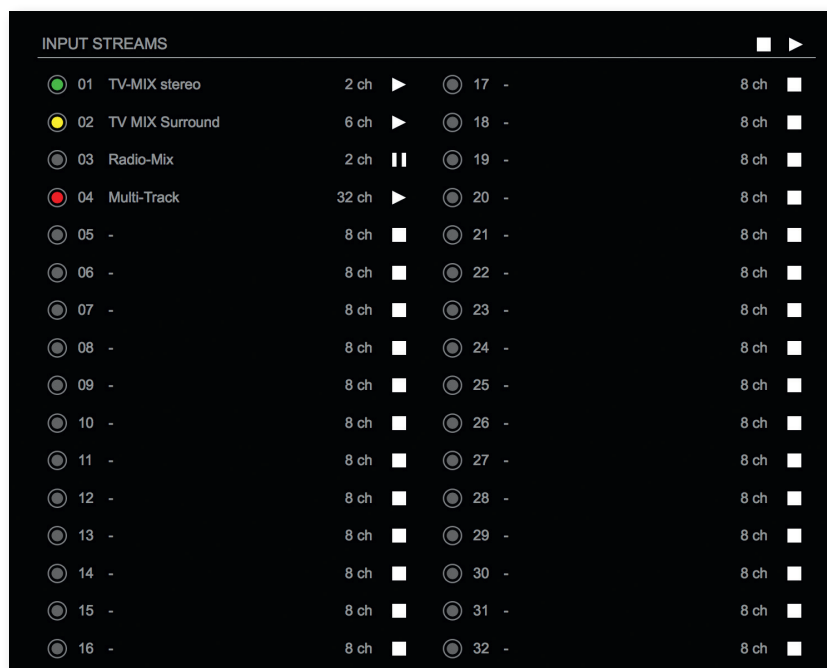 INPUT STREAMS
01 TV-MIX stereo 2 ch
02 TV MIX Surround 6 ch
03 Radio-Mix 2 ch
04 Multi-Track 32 ch
05 - 8 ch
06 - 8 ch
07 - 8 ch
08 - 8 ch
09 - 8 ch
10 - 8 ch
11 - 8 ch
12 - 8 ch
13 - 8 ch
14 - 8 ch
15 - 8 ch
16 - 8 ch
17 - 8 ch
18 - 8 ch
19 - 8 ch
20 - 8 ch
21 - 8 ch
22 - 8 ch
23 - 8 ch
24 - 8 ch
25 - 8 ch
26 - 8 ch
27 - 8 ch
28 - 8 ch
29 - 8 ch
30 - 8 ch
31 - 8 ch
32 - 8 ch